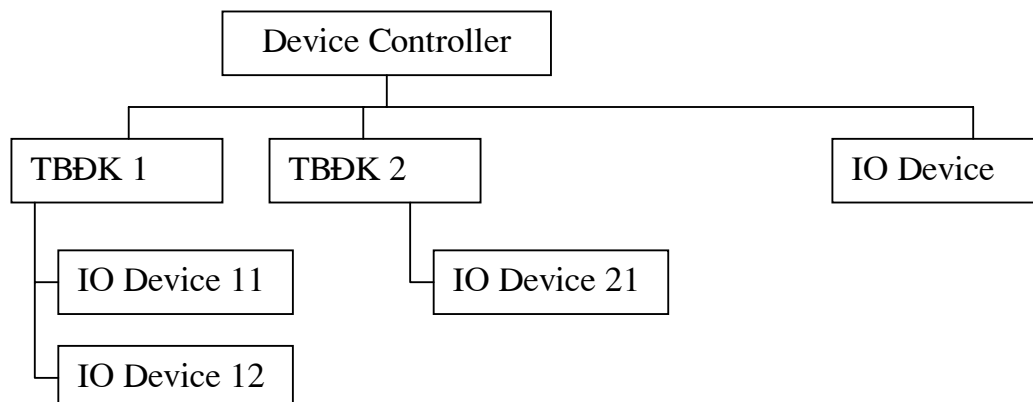 Device Controller
TBĐK 1
TBĐK 2
IO Device
IO Device 11
IO Device 21
IO Device 12